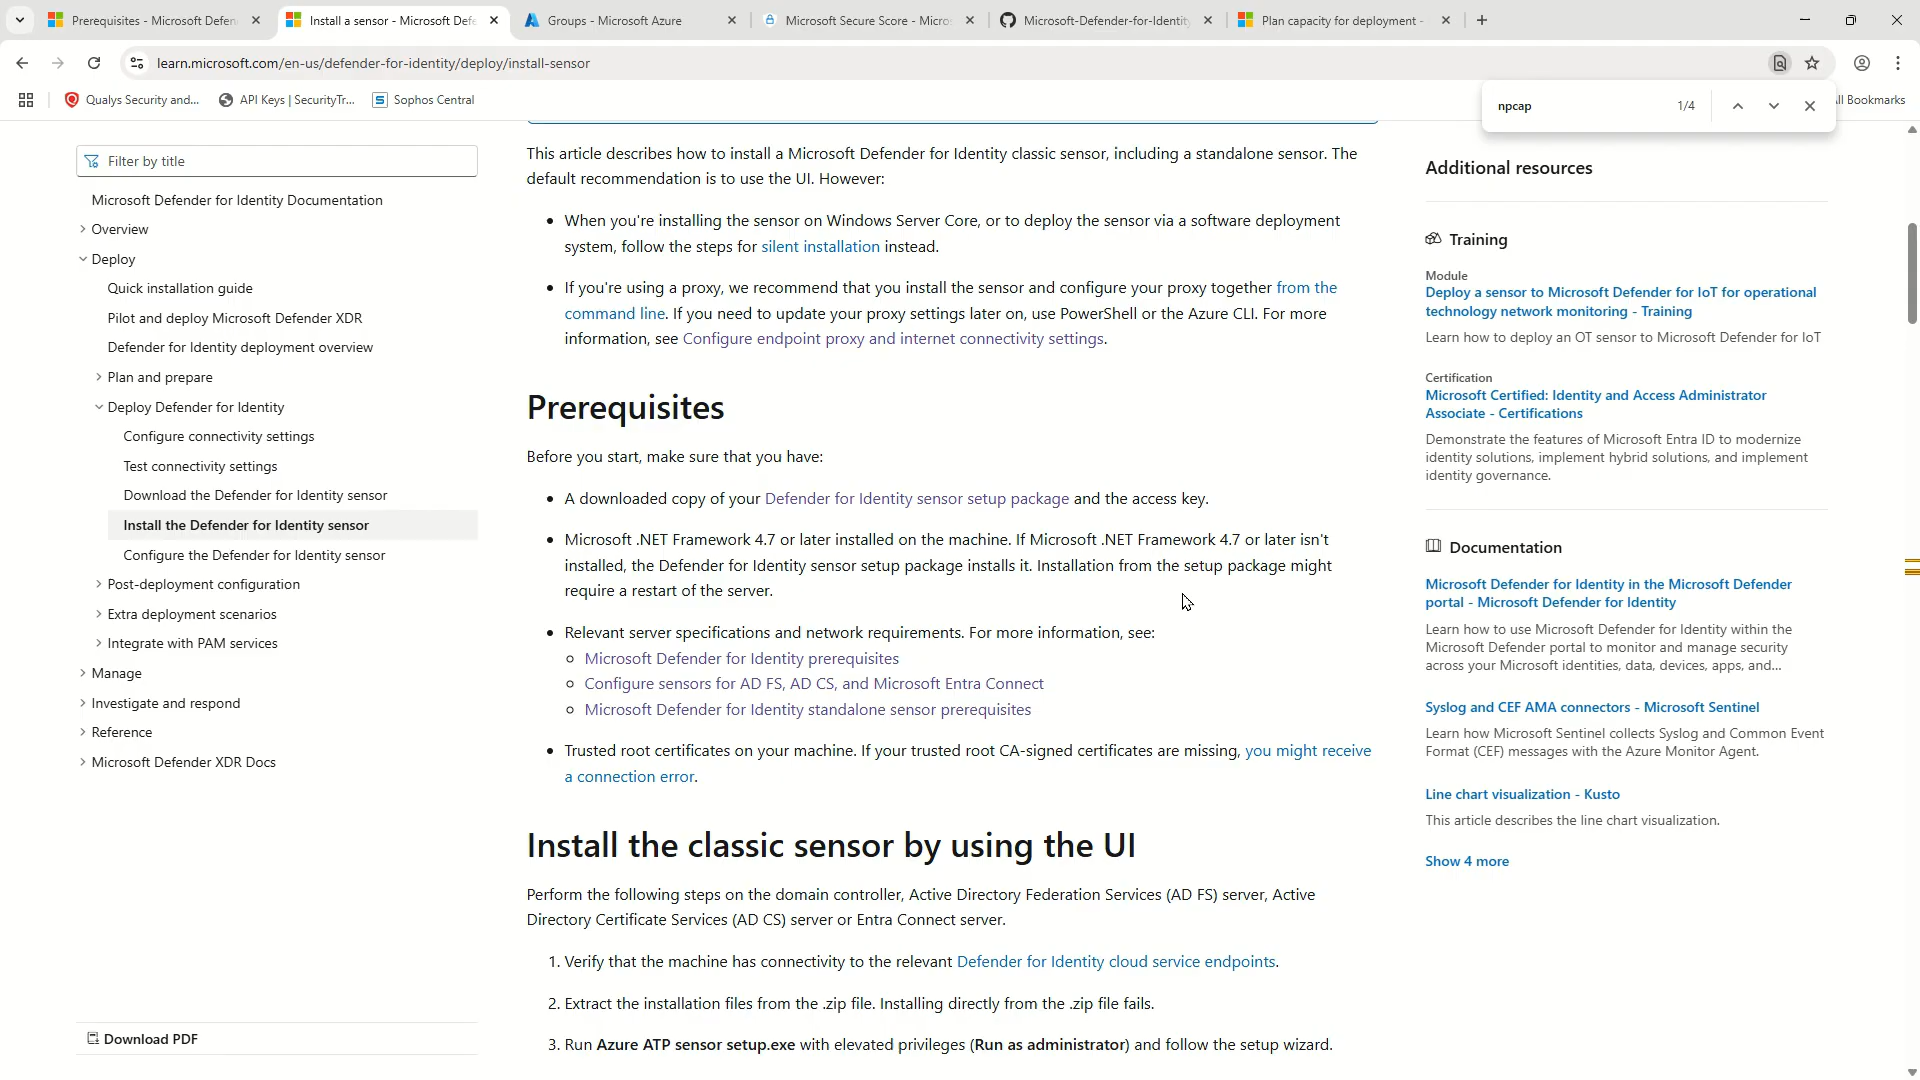 Prerequisites - Microsoft Defen
Install a sensor - Microsoft Defe
Groups - Microsoft Azure
Microsoft Secure Score - Micro
Microsoft-Defender-for-Identity
Plan capacity for deployment -
learn.microsoft.com/en-us/defender-for-identity/deploy/install-sensor
Qualys Security and...
API Keys | SecurityTr...
Sophos Central
All Bookmarks
npcap
1/4
Filter by title
Microsoft Defender for Identity Documentation
Overview
Deploy
Quick installation guide
Pilot and deploy Microsoft Defender XDR
Defender for Identity deployment overview
Plan and prepare
Deploy Defender for Identity
Configure connectivity settings
Test connectivity settings
Download the Defender for Identity sensor
Install the Defender for Identity sensor
Configure the Defender for Identity sensor
Post-deployment configuration
Extra deployment scenarios
Integrate with PAM services
Manage
Investigate and respond
Reference
Microsoft Defender XDR Docs
Download PDF
This article describes how to install a Microsoft Defender for Identity classic sensor, including a standalone sensor. The
default recommendation is to use the UI. However:
• When you're installing the sensor on Windows Server Core, or to deploy the sensor via a software deployment
system, follow the steps for silent installation instead.
• If you're using a proxy, we recommend that you install the sensor and configure your proxy together from the
command line. If you need to update your proxy settings later on, use PowerShell or the Azure CLI. For more
information, see Configure endpoint proxy and internet connectivity settings.
Prerequisites
Before you start, make sure that you have:
• A downloaded copy of your Defender for Identity sensor setup package and the access key.
• Microsoft .NET Framework 4.7 or later installed on the machine. If Microsoft .NET Framework 4.7 or later isn't
installed, the Defender for Identity sensor setup package installs it. Installation from the setup package might
require a restart of the server.
• Relevant server specifications and network requirements. For more information, see:
Microsoft Defender for Identity prerequisites
Configure sensors for AD FS, AD CS, and Microsoft Entra Connect
Microsoft Defender for Identity standalone sensor prerequisites
• Trusted root certificates on your machine. If your trusted root CA-signed certificates are missing, you might receive
a connection error.
Install the classic sensor by using the UI
Perform the following steps on the domain controller, Active Directory Federation Services (AD FS) server, Active
Directory Certificate Services (AD CS) server or Entra Connect server.
1. Verify that the machine has connectivity to the relevant Defender for Identity cloud service endpoints.
2. Extract the installation files from the .zip file. Installing directly from the .zip file fails.
3. Run Azure ATP sensor setup.exe with elevated privileges (Run as administrator) and follow the setup wizard.
Additional resources
Training
Module
Deploy a sensor to Microsoft Defender for IoT for operational
technology network monitoring - Training
Learn how to deploy an OT sensor to Microsoft Defender for IoT
Certification
Microsoft Certified: Identity and Access Administrator
Associate - Certifications
Demonstrate the features of Microsoft Entra ID to modernize
identity solutions, implement hybrid solutions, and implement
identity governance.
Documentation
Microsoft Defender for Identity in the Microsoft Defender
portal - Microsoft Defender for Identity
Learn how to use Microsoft Defender for Identity within the
Microsoft Defender portal to monitor and manage security
across your Microsoft identities, data, devices, apps, and...
Syslog and CEF AMA connectors - Microsoft Sentinel
Learn how Microsoft Sentinel collects Syslog and Common Event
Format (CEF) messages with the Azure Monitor Agent.
Line chart visualization - Kusto
This article describes the line chart visualization.
Show 4 more